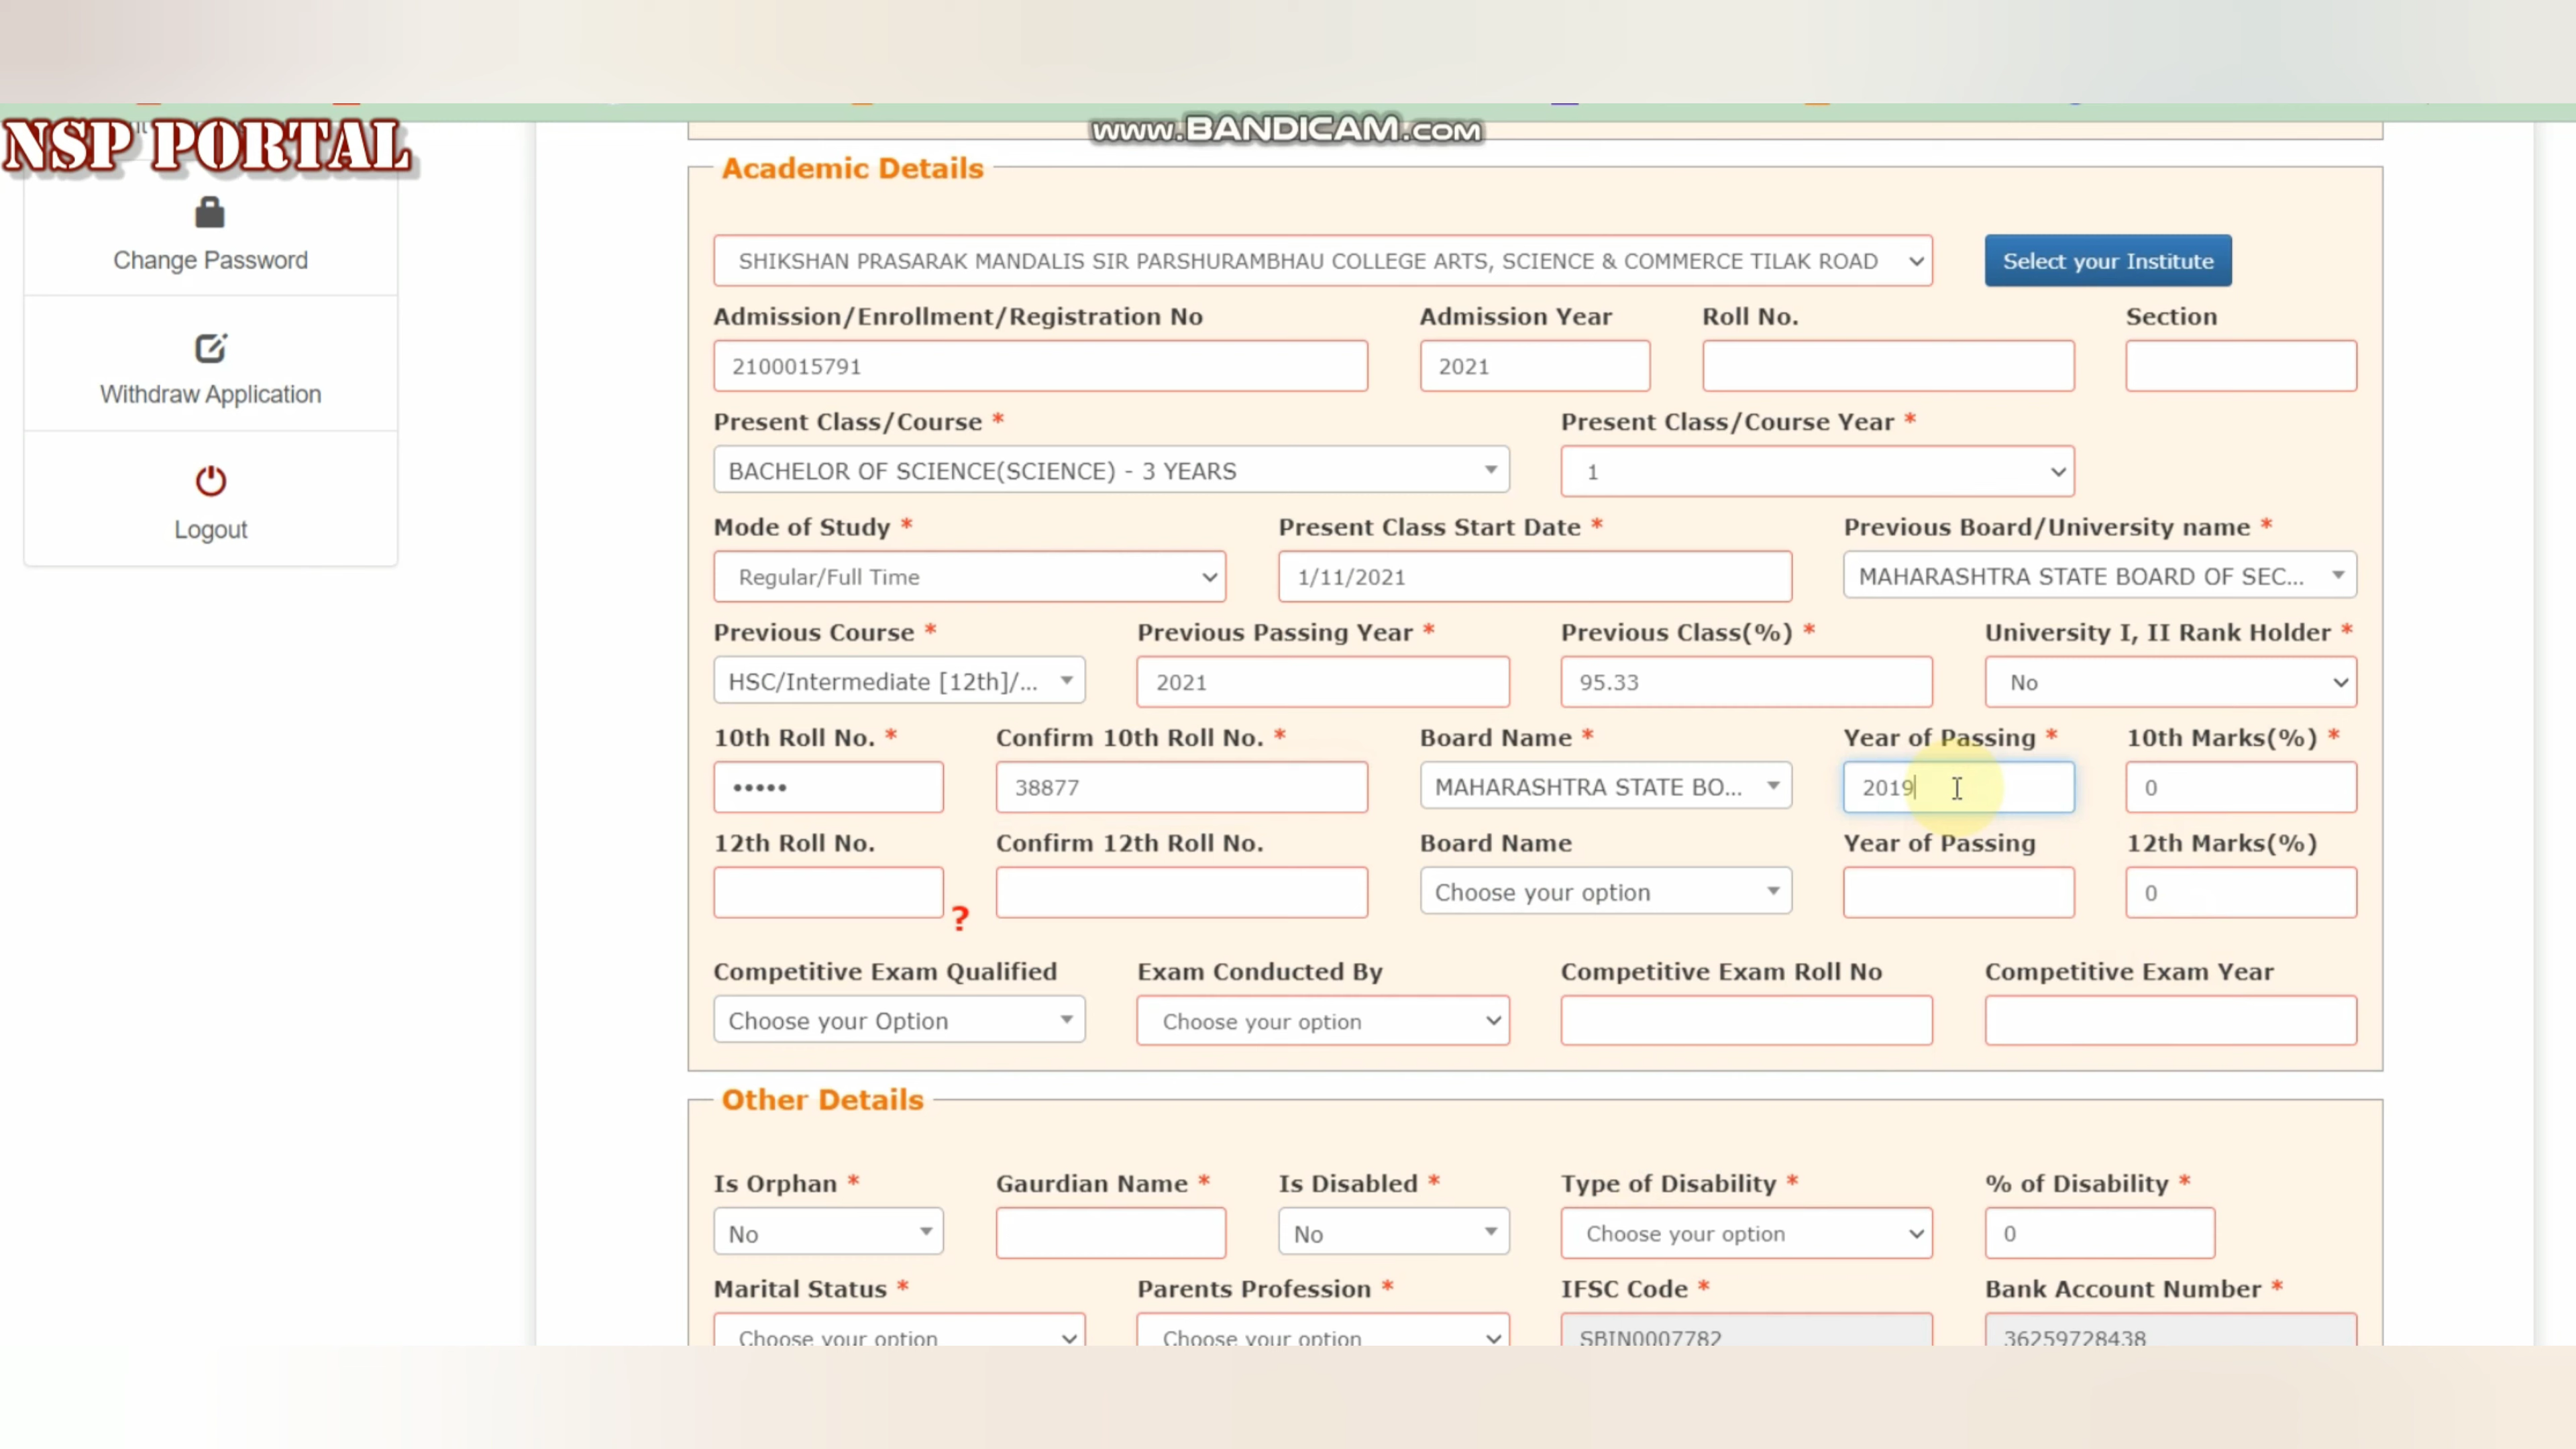 www.BANDICAM.com
NSP PORTAL
Academic Details
Change Password
Withdraw Application
Logout
SHIKSHAN PRASARAK MANDALIS SIR PARSHURAMBHAU COLLEGE ARTS, SCIENCE & COMMERCE TILAK ROAD
Select your Institute
Admission/Enrollment/Registration No Admission Year Roll No. Section
2100015791 2021
Present Class/Course * Present Class/Course Year *
BACHELOR OF SCIENCE(SCIENCE) - 3 YEARS 1
Mode of Study * Present Class Start Date * Previous Board/University name *
Regular/Full Time 1/11/2021 MAHARASHTRA STATE BOARD OF SEC...
Previous Course * Previous Passing Year * Previous Class(%) * University I, II Rank Holder *
HSC/Intermediate [12th]/... 2021 95.33 No
10th Roll No. * Confirm 10th Roll No. * Board Name * Year of Passing * 10th Marks(%) *
••••• 38877 MAHARASHTRA STATE BO... 2019 0
12th Roll No. Confirm 12th Roll No. Board Name Year of Passing 12th Marks(%)
? Choose your option 0
Competitive Exam Qualified Exam Conducted By Competitive Exam Roll No Competitive Exam Year
Choose your Option Choose your option
Other Details
Is Orphan * Gaurdian Name * Is Disabled * Type of Disability * % of Disability *
No No Choose your option 0
Marital Status * Parents Profession * IFSC Code * Bank Account Number *
Choose your option Choose your option SBIN0007782 36259728438